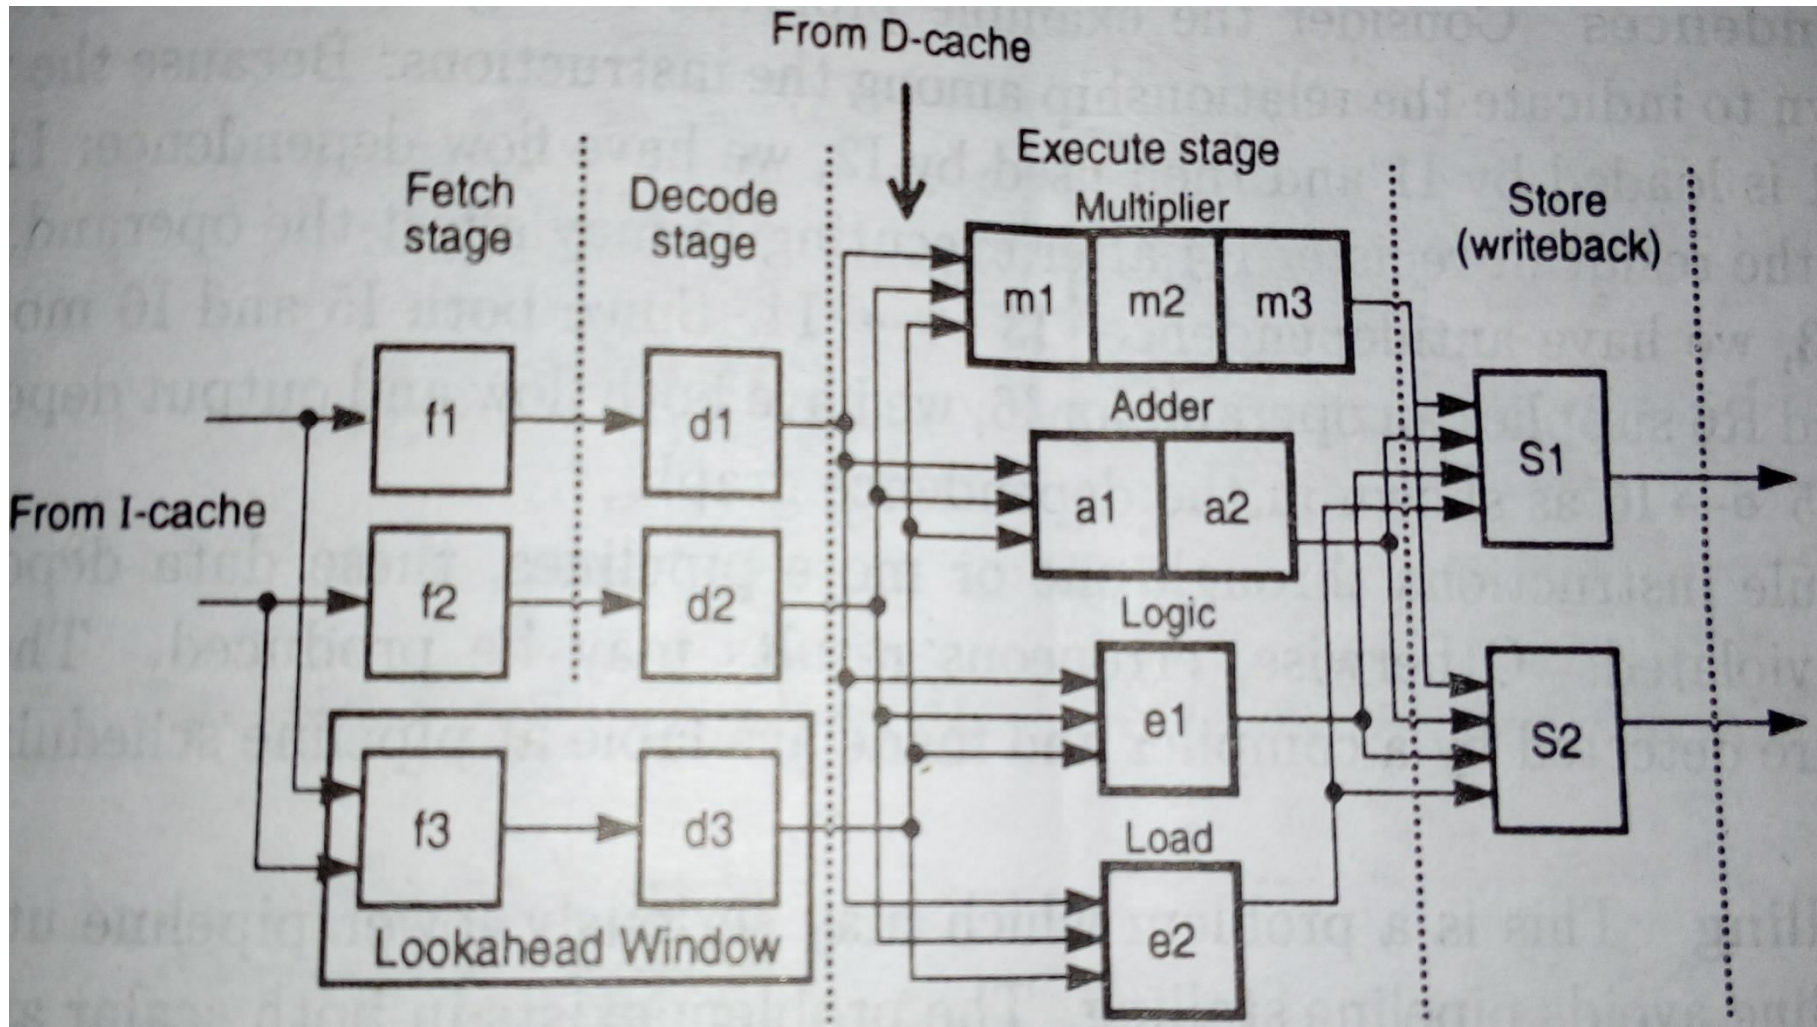 From D-cache
Execute stage
Fetch
stage
Decode
stage
Multiplier
Store
(writeback)
m1 m2 m3
f1
d1
Adder
S1
From I-cache
a1 a2
f2
d2
Logic
e1
S2
f3
d3
Load
Lookahead Window
e2